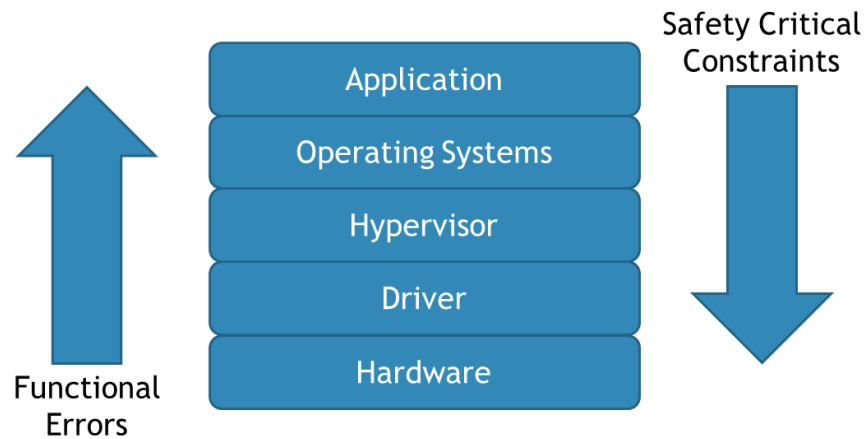 Safety Critical
Constraints
Application
Operating Systems
Hypervisor
Driver
Hardware
Functional
Errors